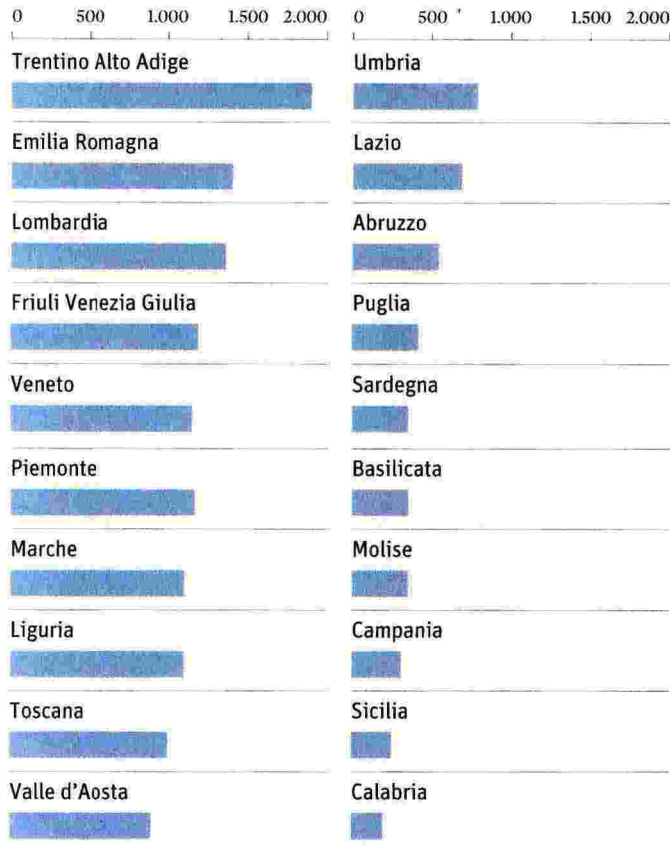 0 500 1.000 1.500 2.000
Trentino Alto Adige
Emilia Romagna
Lombardia
Friuli Venezia Giulia
Veneto
Piemonte
Marche
Liguria
Toscana
Valle d'Aosta
0 500 1.000 1.500 2.000
Umbria
Lazio
Abruzzo
Puglia
Sardegna
Basilicata
Molise
Campania
Sicilia
Calabria